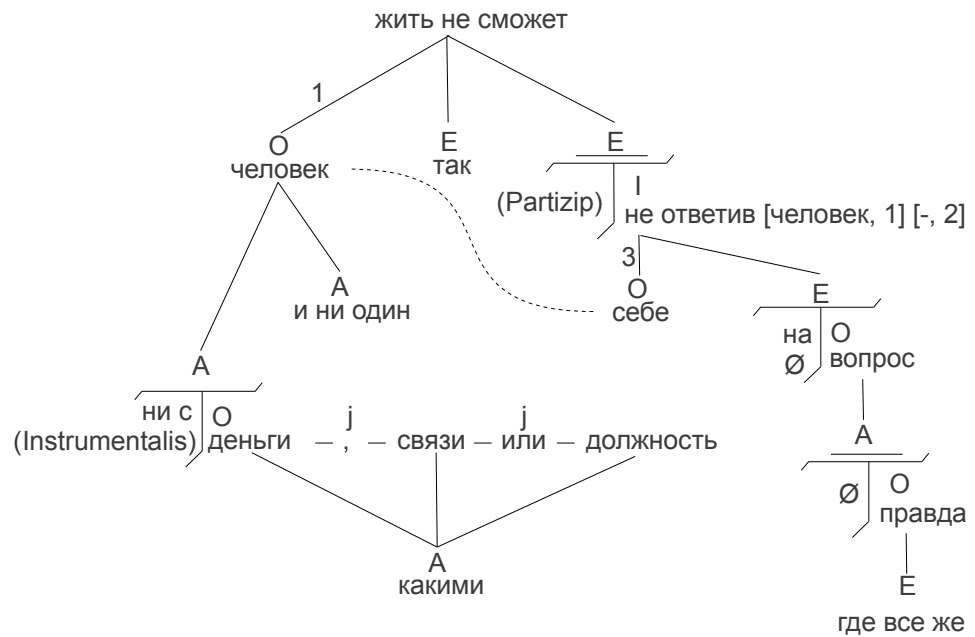 жить не сможет
1
O
человек
E
так
E
(Partizip)
I
не ответив [человек, 1] [-, 2]
3
O
себе
A
и ни один
E
на
Ø
O
вопрос
A
ни с
(Instrumentalis)
O
деньги – , – связи – или – должность
j
j
A
Ø
O
правда
A
какими
E
где все же